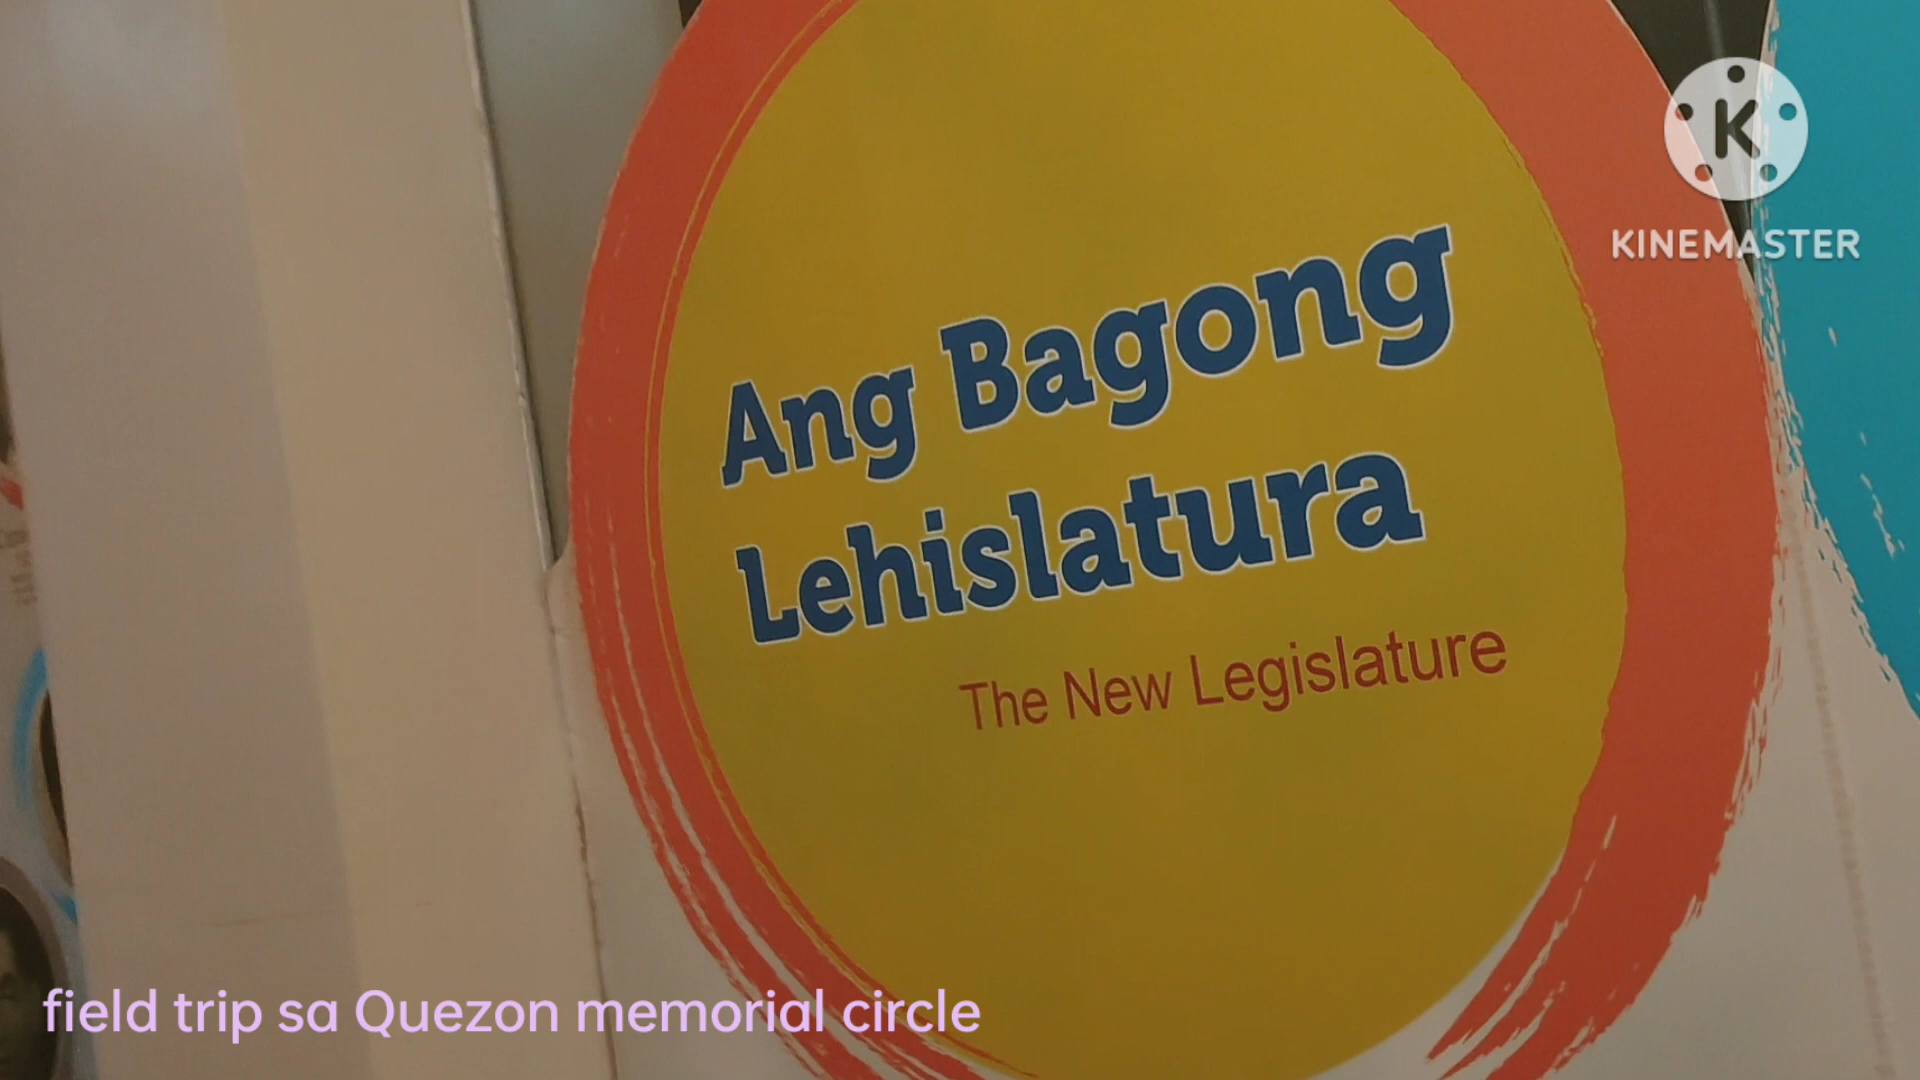 K
KINEMASTER
Ang Bagong
Lehislatura
The New Legislature
field trip sa Quezon memorial circle